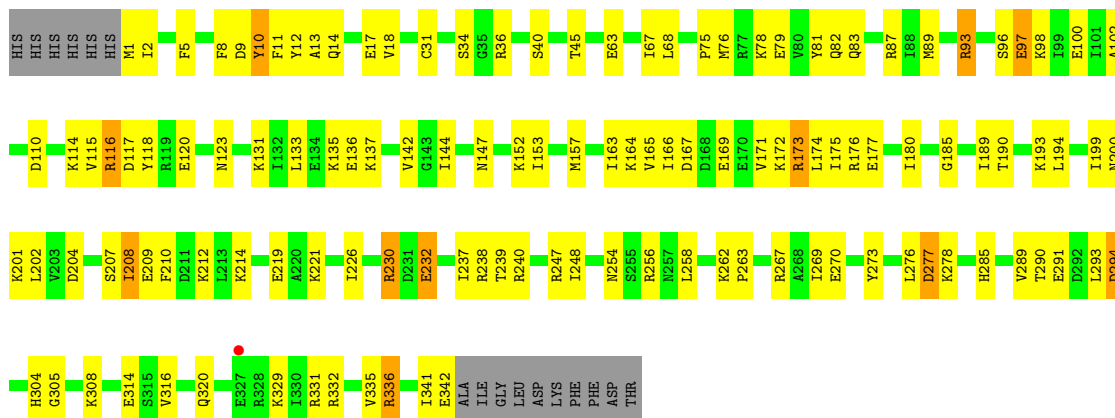 HIS HIS HIS HIS HIS HIS M1 I2 F5 F8 D9 Y10 F11 Y12 A13 Q14 E17 V18 C31 S34 G35 R36 S40 I45 E63 I67 L68 P75 M76 R77 K78 E79 V80 Y81 Q82 Q83 R87 I88 M89 R93 S96 E97 K98 I99 E100 I101
D110 K114 V115 R116 D117 Y118 R119 E120 N123 K131 I132 L133 E134 K135 E136 K137 V142 G143 I144 N147 K152 I153 M157 I163 K164 V165 I166 D167 D168 E169 E170 V171 K172 R173 L174 I175 R176 E177 I180 G185 I189 T190 K193 L194 I199
K201 L202 V203 D204 S207 I208 E209 F210 D211 K212 L213 K214 E219 A220 K221 I226 R230 D231 E232 I237 R238 T239 R240 R247 I248 N254 S255 R256 N257 L258 K262 P263 R267 A268 I269 E270 Y273 L276 D277 K278 H285 V289 T290 E291 D292 L293
H304 G305 K308 E314 S315 V316 Q320 E327 R328 K329 I330 R331 R332 V335 R336 I341 E342 ALA ILE GLY LEU ASP LYS PHE PHE ASP THR